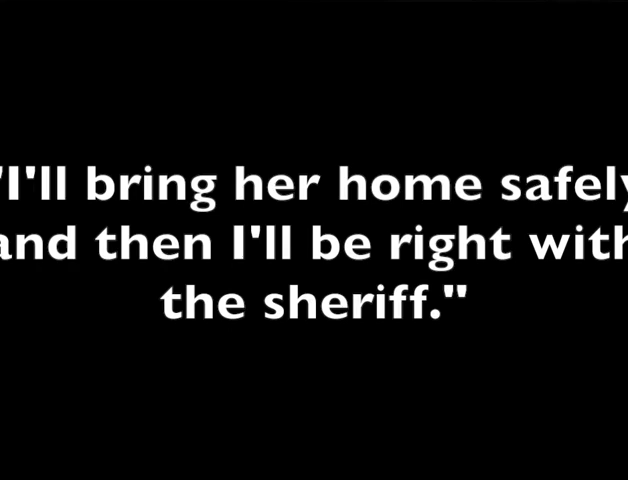 "I'll bring her home safely
and then I'll be right with
the sheriff."